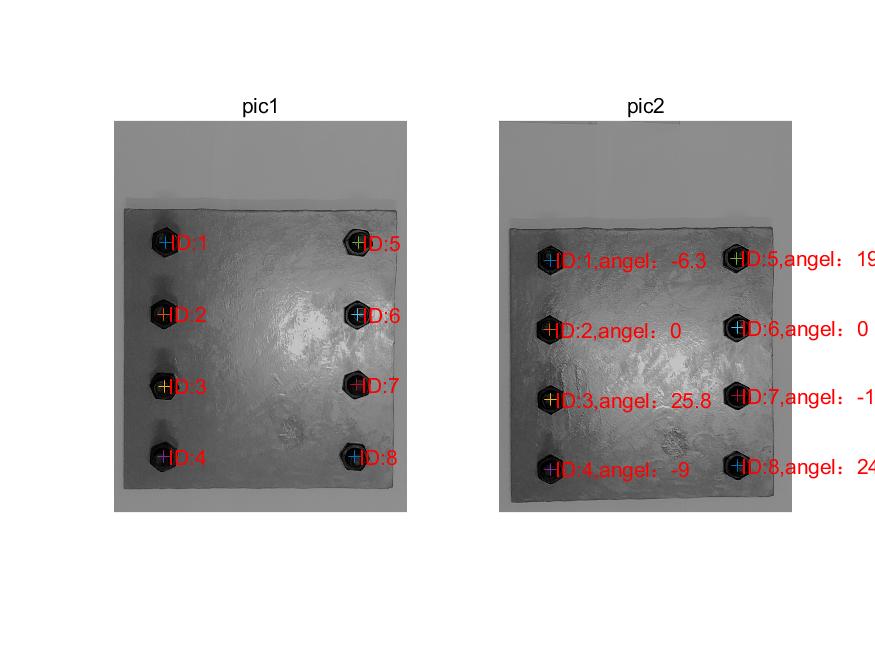 pic1
ID:1
ID:5
ID:2
ID:6
ID:3
ID:7
ID:4
ID:8
pic2
ID:1,angel：-6.3
ID:5,angel：19
ID:2,angel：0
ID:6,angel：0
ID:3,angel：25.8
ID:7,angel：-1
ID:4,angel：-9
ID:8,angel：24